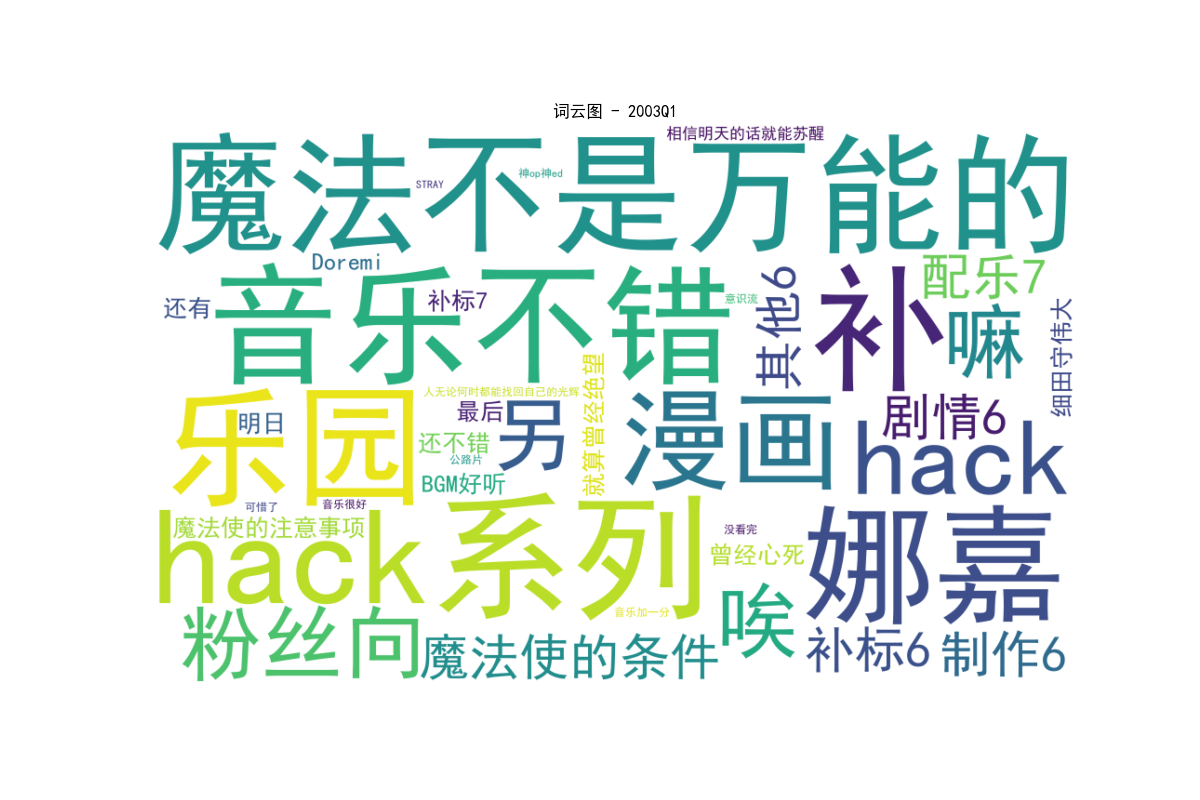 词云图 - 2003Q1
相信明天的话就能苏醒
魔法不是万能的
神op神ed
STRAY
Doremi
音乐不错
补
配乐7
其他6
意识流
补标7
还有
嘛
细田守伟大
就算曾经绝望
人无论何时都能找回自己的光辉
乐园
明日
最后
另
漫画
剧情6
还不错
公路片
BGM好听
hack
可惜了
音乐很好
魔法使的注意事项
hack系列
没看完
曾经心死
娜嘉
音乐加一分
唉
粉丝向
魔法使的条件
补标6
制作6